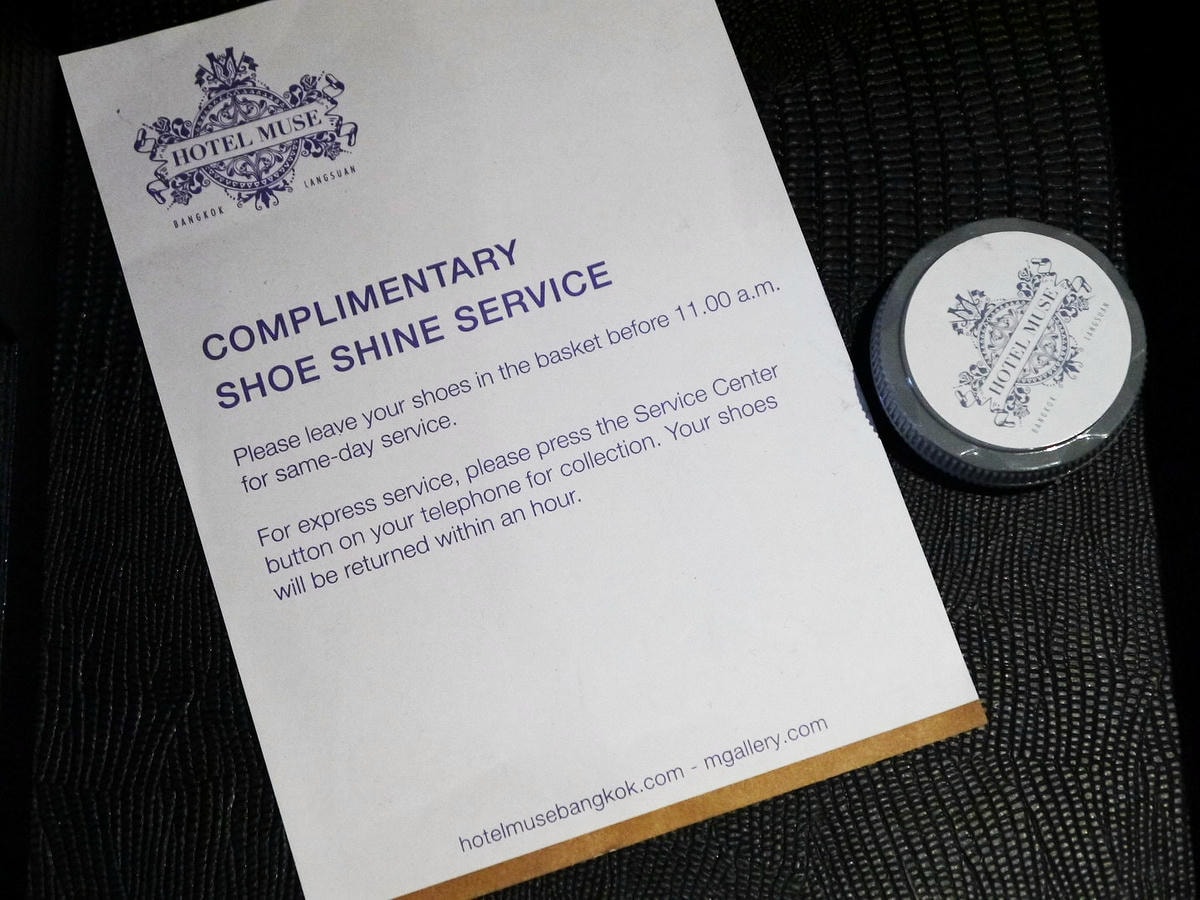 HOTEL MUSE
BANGKOK LANGSUAN
COMPLIMENTARY
SHOE SHINE SERVICE
Please leave your shoes in the basket before 11.00 a.m.
for same-day service.
For express service, please press the Service Center
button on your telephone for collection. Your shoes
will be returned within an hour.
hotelmusebangkok.com - mgallery.com
HOTEL MUSE
BANGKOK LANGSUAN